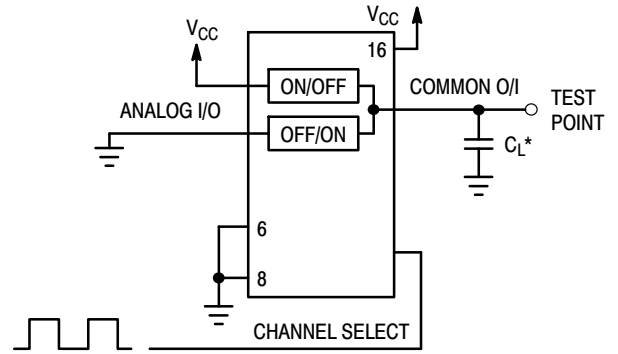 VCC
VCC
16
ON/OFF
COMMON O/I
ANALOG I/O
OFF/ON
TEST
POINT
CL*
6
8
CHANNEL SELECT